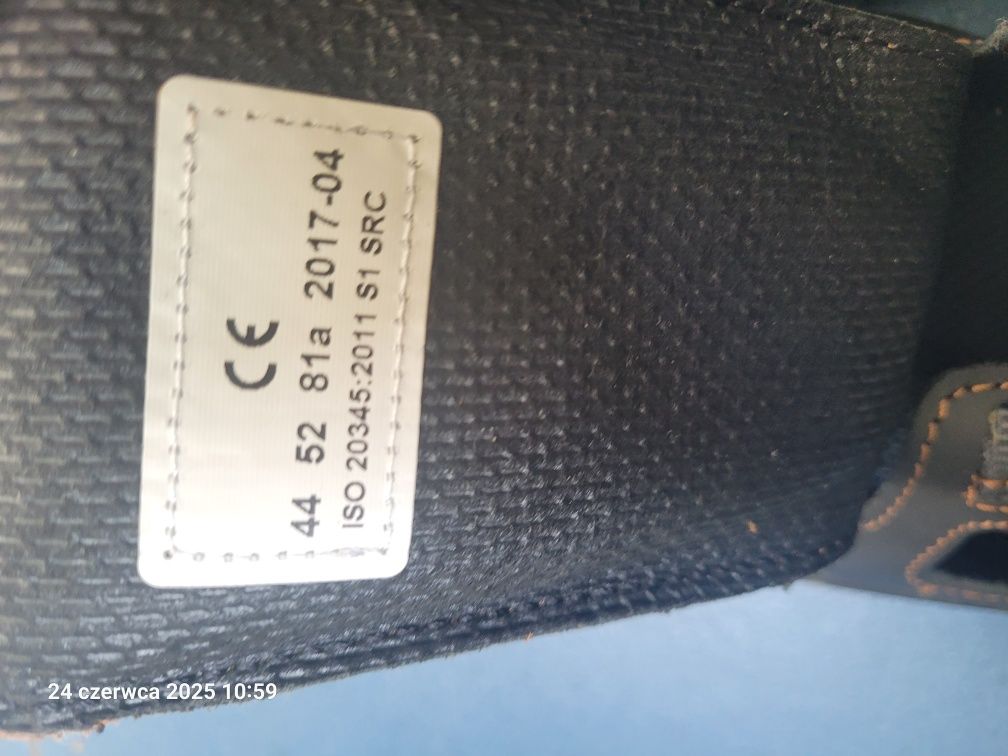 CE
44 52 81a 2017-04
ISO 20345:2011 S1 SRC
24 czerwca 2025 10:59